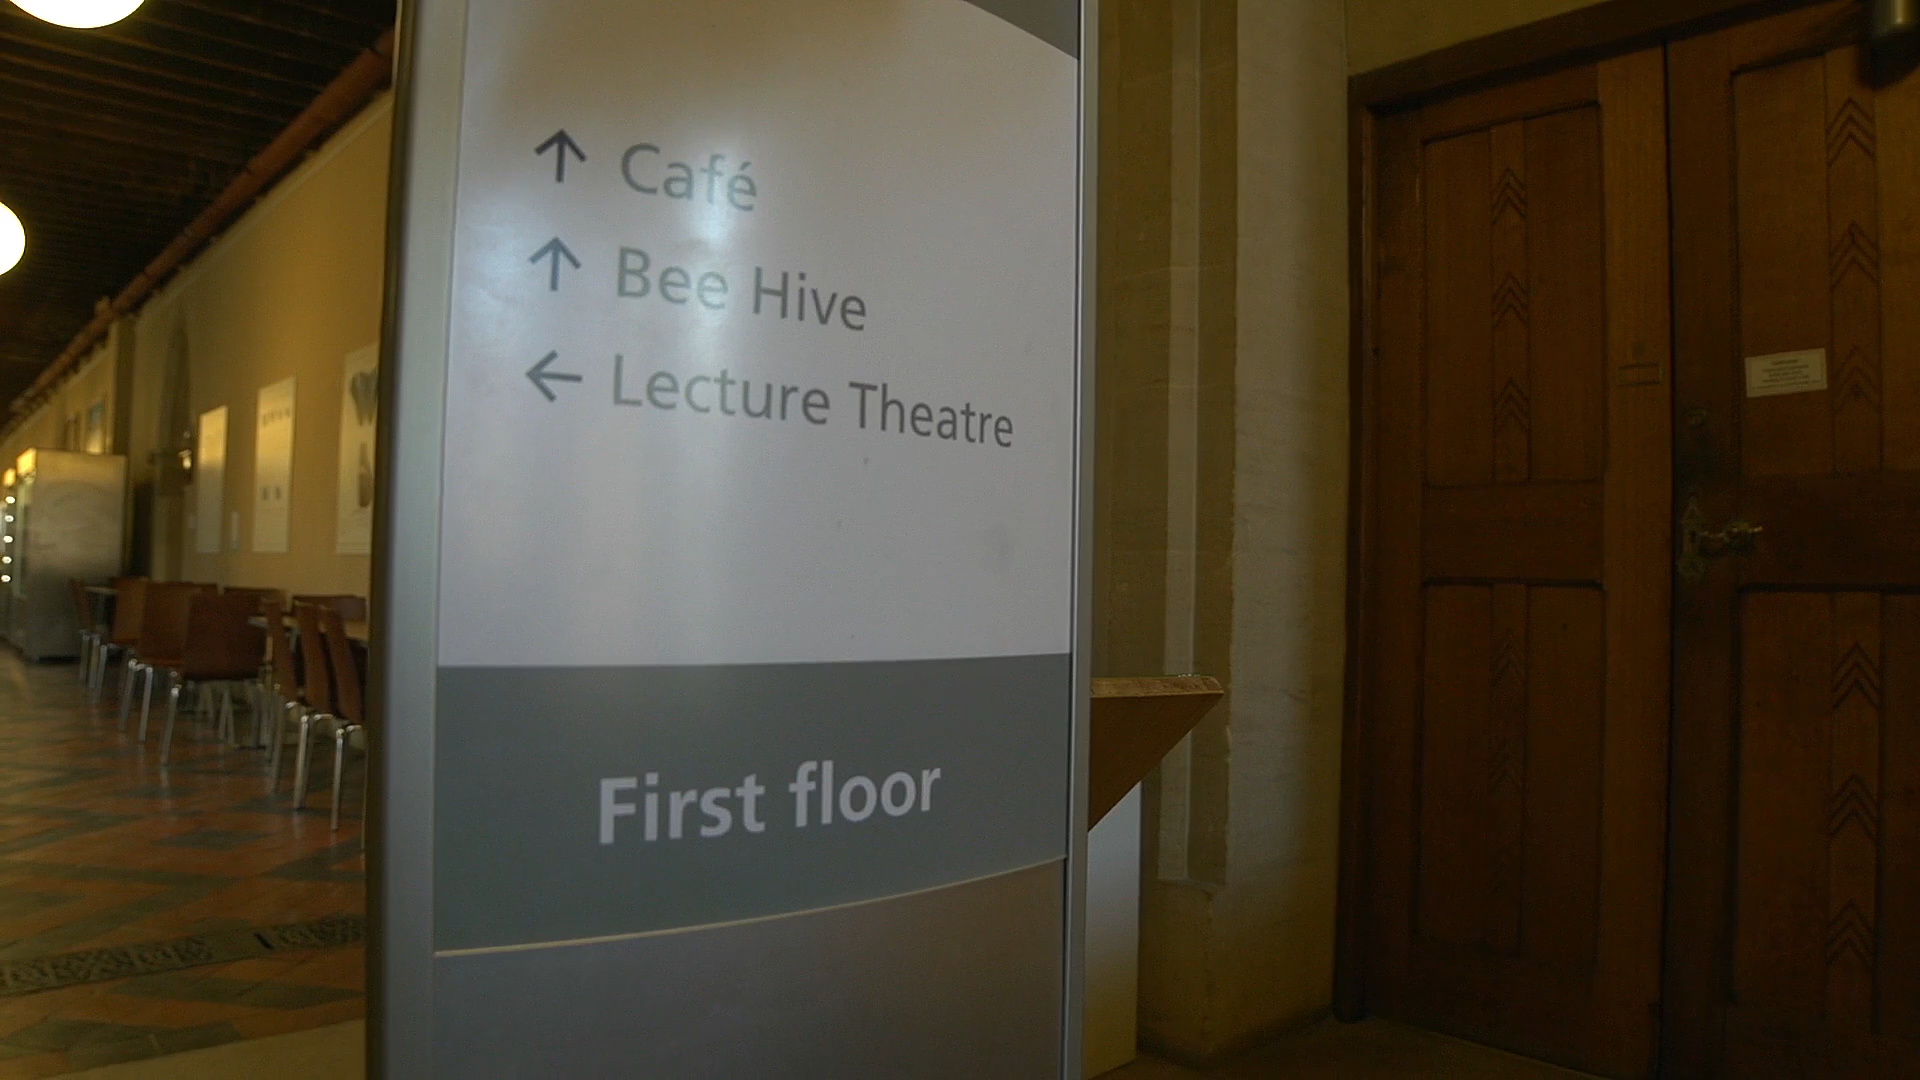 ↑ Café
↑ Bee Hive
← Lecture Theatre
First floor